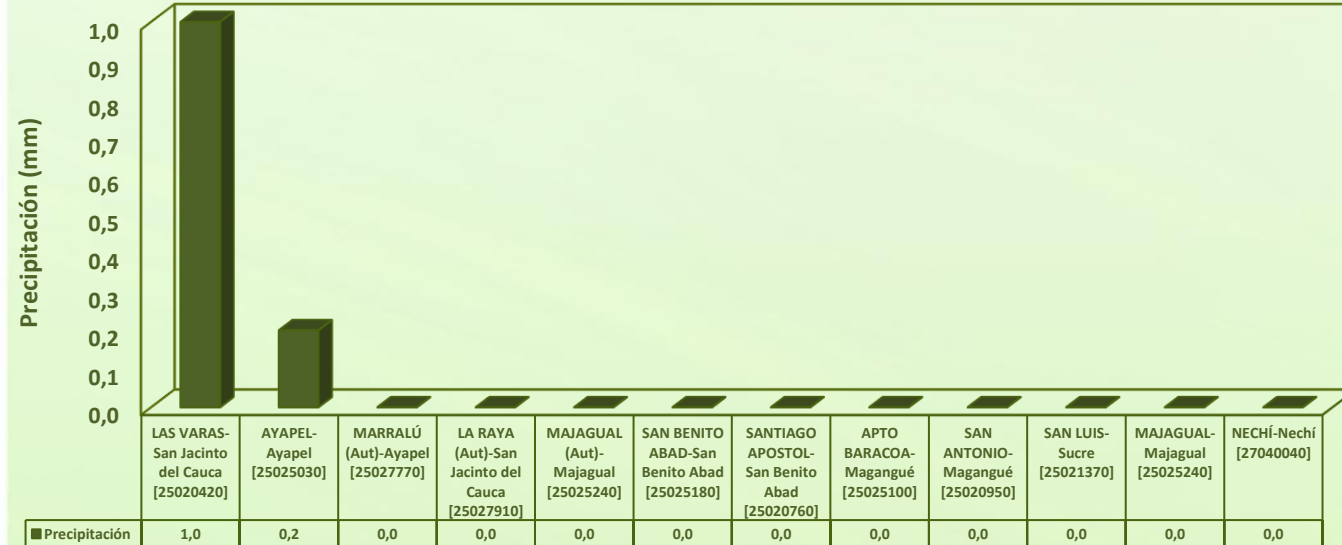 Precipitación (mm)
1,0
0,9
0,8
0,7
0,6
0,5
0,4
0,3
0,2
0,1
0,0
LAS VARAS-
San Jacinto
del Cauca
[25020420]
AYAPEL-
Ayapel
[25025030]
MARRALÚ
(Aut)-Ayapel
[25027770]
LA RAYA
(Aut)-San
Jacinto del
Cauca
[25027910]
MAJAGUAL
(Aut)-
Majagual
[25025240]
SAN BENITO
ABAD-San
Benito Abad
[25025180]
SANTIAGO
APOSTOL-
San Benito
Abad
[25020760]
APTO
BARACOA-
Magangué
[25025100]
SAN
ANTONIO-
Magangué
[25020950]
SAN LUIS-
Sucre
[25021370]
MAJAGUAL-
Majagual
[25025240]
NECHÍ-Nechí
[27040040]
Precipitación 1,0 0,2 0,0 0,0 0,0 0,0 0,0 0,0 0,0 0,0 0,0 0,0